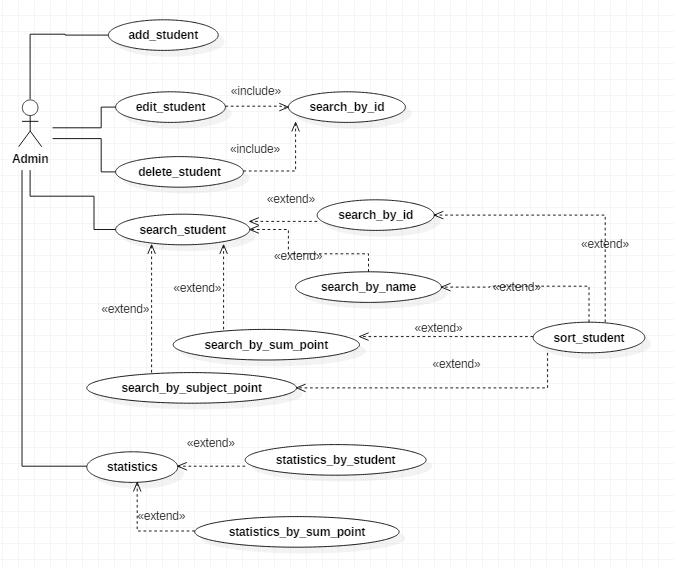 add_student
«include»
edit_student
search_by_id
«include»
Admin
delete_student
«extend»
search_by_id
search_student
«extend»
«extend»
«extend»
search_by_name
«extend»
«extend»
«extend»
«extend»
sort_student
search_by_sum_point
«extend»
search_by_subject_point
«extend»
statistics_by_student
statistics
«extend»
statistics_by_sum_point